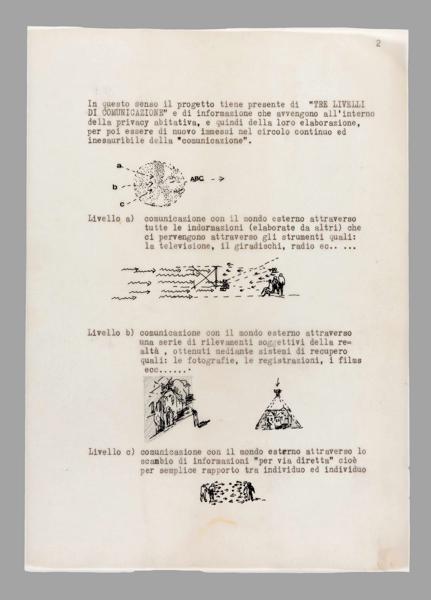 2
In questo senso il progetto tiene presente di "TRE LIVELLI
DI COMUNICAZIONE" e di informazione che avvengono all'interno
della privacy abitativa, e quindi della loro elaborazione,
per poi essere di nuovo immessi nel circolo continuo ed
inesauribile della "comunicazione".
a.
b
c
ABC
Livello a) comunicazione con il mondo esterno attraverso
tutte le indormazioni (elaborate da altri) che
ci pervengono attraverso gli strumenti quali:
la televisione, il giradischi, radio ec.. ...
Livello b) comunicazione con il mondo esterno attraverso
una serie di rilevamenti soggettivi della re=
altà , ottenuti mediante sistemi di recupero
quali: le fotografie, le registrazioni, i films
ecc......
Livello c) comunicazione con il mondo esterno attraverso lo
scambio di informazioni "per via diretta" cioè
per semplice rapporto tra individuo ed individuo